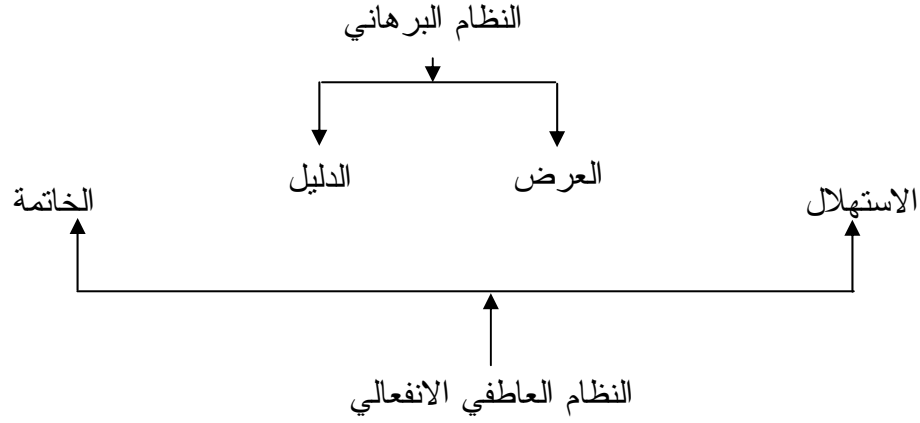 النظام البرهاني
العرض
الدليل
الاستهلال
الخاتمة
النظام العاطفي الانفعالي